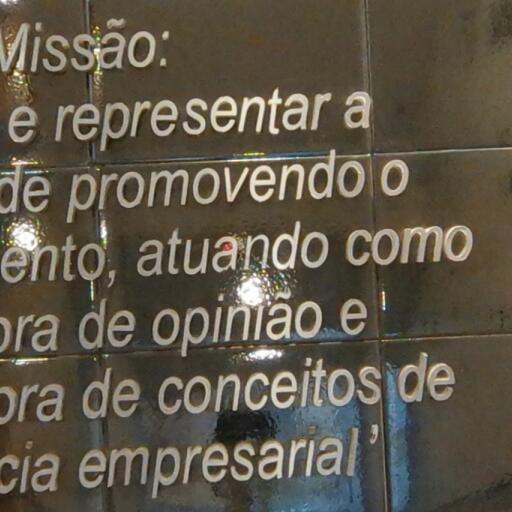 Missão:
e representar a
de promovendo o
ento, atuando como
ora de opinião e
ora de conceitos de
cia empresarial’